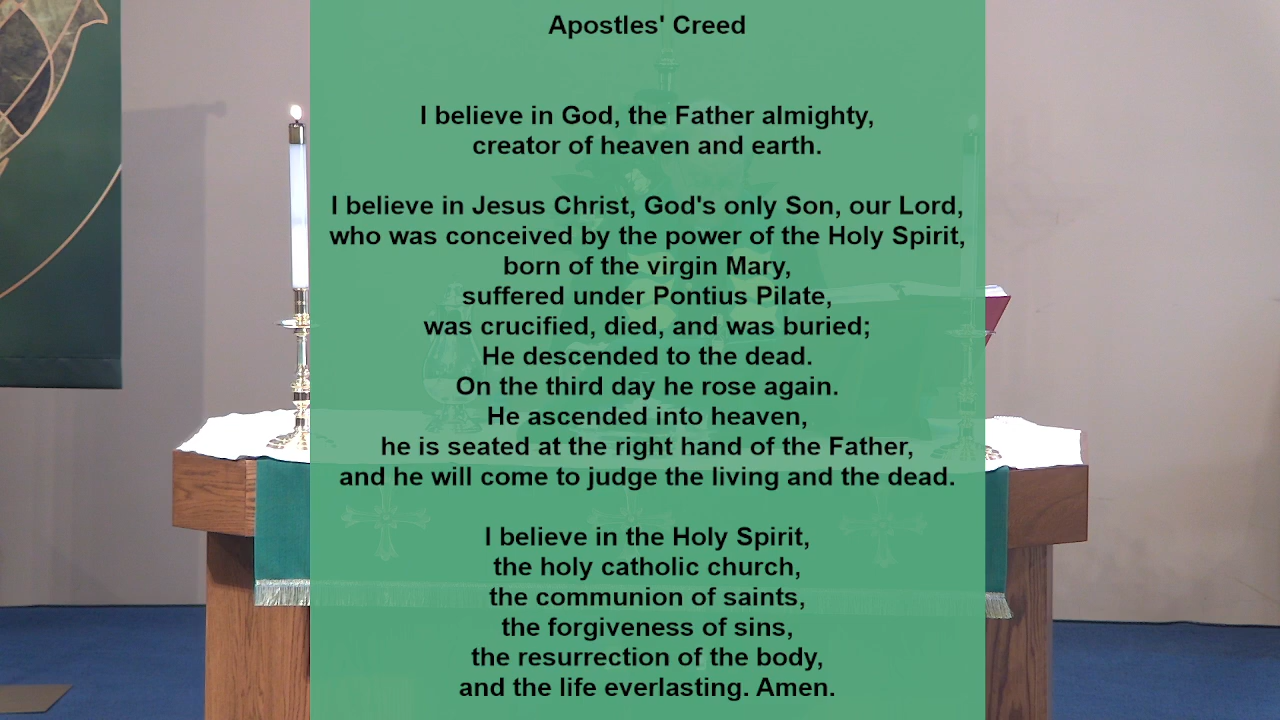 Apostles' Creed
I believe in God, the Father almighty,
creator of heaven and earth.
I believe in Jesus Christ, God's only Son, our Lord,
who was conceived by the power of the Holy Spirit,
born of the virgin Mary,
suffered under Pontius Pilate,
was crucified, died, and was buried;
He descended to the dead.
On the third day he rose again.
He ascended into heaven,
he is seated at the right hand of the Father,
and he will come to judge the living and the dead.
I believe in the Holy Spirit,
the holy catholic church,
the communion of saints,
the forgiveness of sins,
the resurrection of the body,
and the life everlasting. Amen.